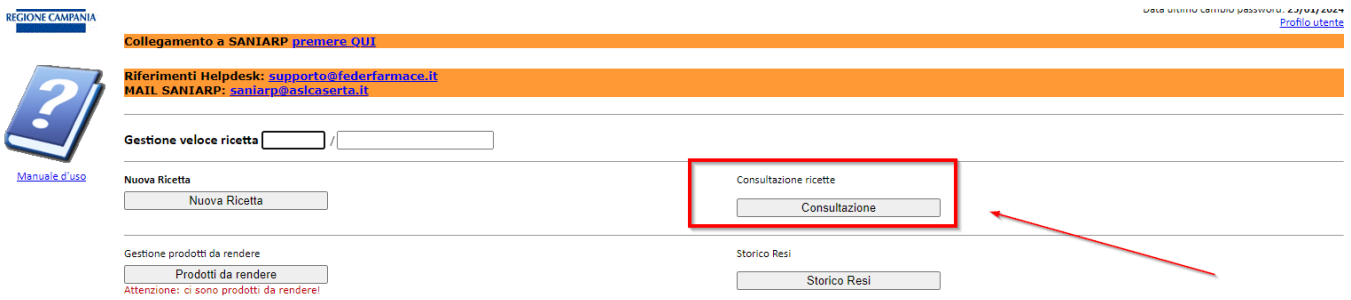 REGIONE CAMPANIA
Data ultimo cambio password: 25/01/2024
Profilo utente
Collegamento a SANIARP premere QUI
Riferimenti Helpdesk: supporto@federfarmace.it
MAIL SANIARP: saniarp@aslcaserta.it
?
Gestione veloce ricetta /
Manuale d'uso
Nuova Ricetta
Nuova Ricetta
Consultazione ricette
Consultazione
Gestione prodotti da rendere
Prodotti da rendere
Attenzione: ci sono prodotti da rendere!
Storico Resi
Storico Resi